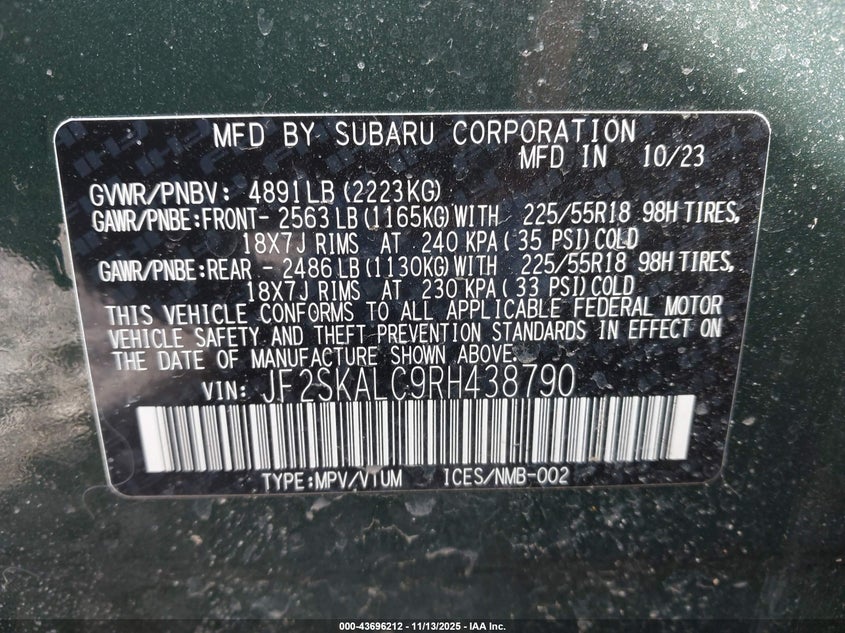 MFD BY SUBARU CORPORATION
MFD IN 10/23
GVWR/PNBV: 4891LB (2223KG)
GAWR/PNBE:FRONT- 2563 LB (1165KG) WITH 225/55R18 98H TIRES,
18X7J RIMS AT 240 KPA ( 35 PSI) COLD
GAWR/PNBE:REAR - 2486 LB (1130KG) WITH 225/55R18 98H TIRES,
18X7J RIMS AT 230 KPA ( 33 PSI) COLD
THIS VEHICLE CONFORMS TO ALL APPLICABLE FEDERAL MOTOR
VEHICLE SAFETY AND THEFT PREVENTION STANDARDS IN EFFECT ON
THE DATE OF MANUFACTURE SHOWN ABOVE.
VIN: JF2SKALC9RH438790
TYPE:MPV/VTUM ICES/NMB-002
000-43696212 - 11/13/2025 - IAA Inc.